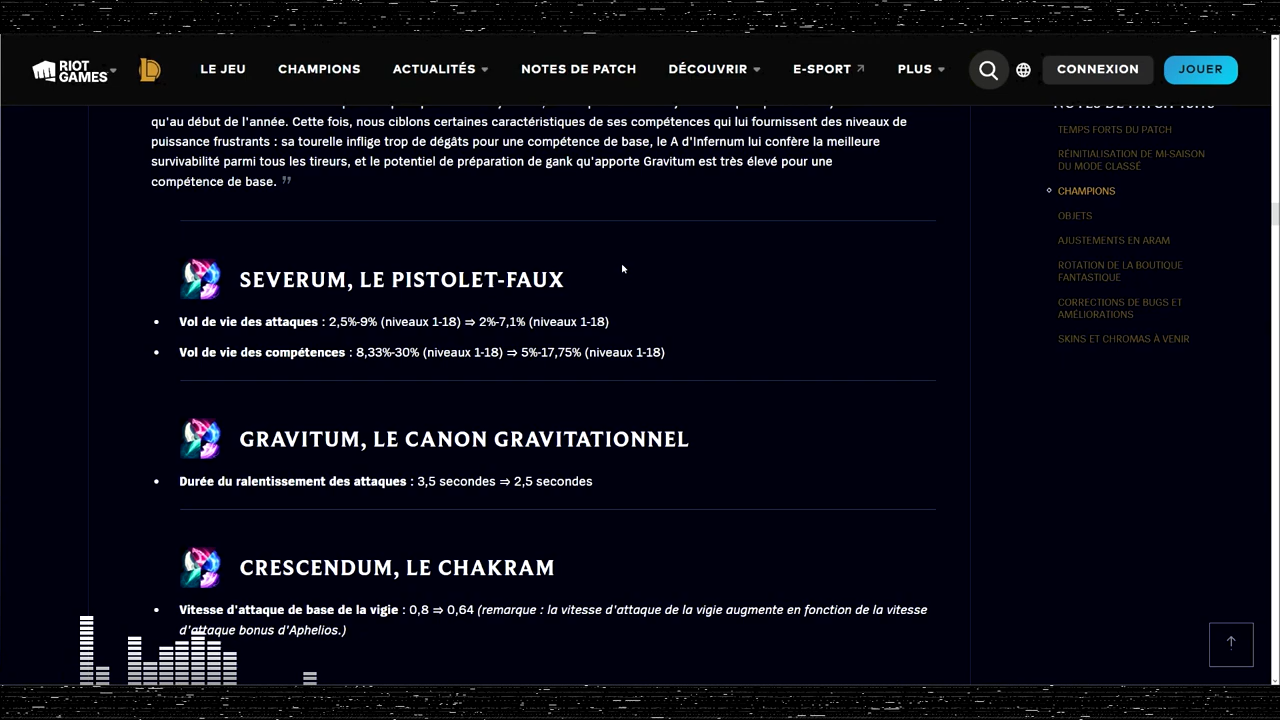 RIOT GAMES
LE JEU
CHAMPIONS
ACTUALITÉS
NOTES DE PATCH
DÉCOUVRIR
E-SPORT
PLUS
CONNEXION
JOUER
qu'au début de l'année. Cette fois, nous ciblons certaines caractéristiques de ses compétences qui lui fournissent des niveaux de
puissance frustrants : sa tourelle inflige trop de dégâts pour une compétence de base, le A d'Infernum lui confère la meilleure
survivabilité parmi tous les tireurs, et le potentiel de préparation de gank qu'apporte Gravitum est très élevé pour une
compétence de base. ”
SEVERUM, LE PISTOLET-FAUX
• Vol de vie des attaques : 2,5%-9% (niveaux 1-18) ⇒ 2%-7,1% (niveaux 1-18)
• Vol de vie des compétences : 8,33%-30% (niveaux 1-18) ⇒ 5%-17,75% (niveaux 1-18)
GRAVITUM, LE CANON GRAVITATIONNEL
• Durée du ralentissement des attaques : 3,5 secondes ⇒ 2,5 secondes
CRESCENDUM, LE CHAKRAM
• Vitesse d'attaque de base de la vigie : 0,8 ⇒ 0,64 (remarque : la vitesse d'attaque de la vigie augmente en fonction de la vitesse
d'attaque bonus d'Aphelios.)
TEMPS FORTS DU PATCH
RÉINITIALISATION DE MI-SAISON
DU MODE CLASSÉ
CHAMPIONS
OBJETS
AJUSTEMENTS EN ARAM
ROTATION DE LA BOUTIQUE
FANTASTIQUE
CORRECTIONS DE BUGS ET
AMÉLIORATIONS
SKINS ET CHROMAS À VENIR